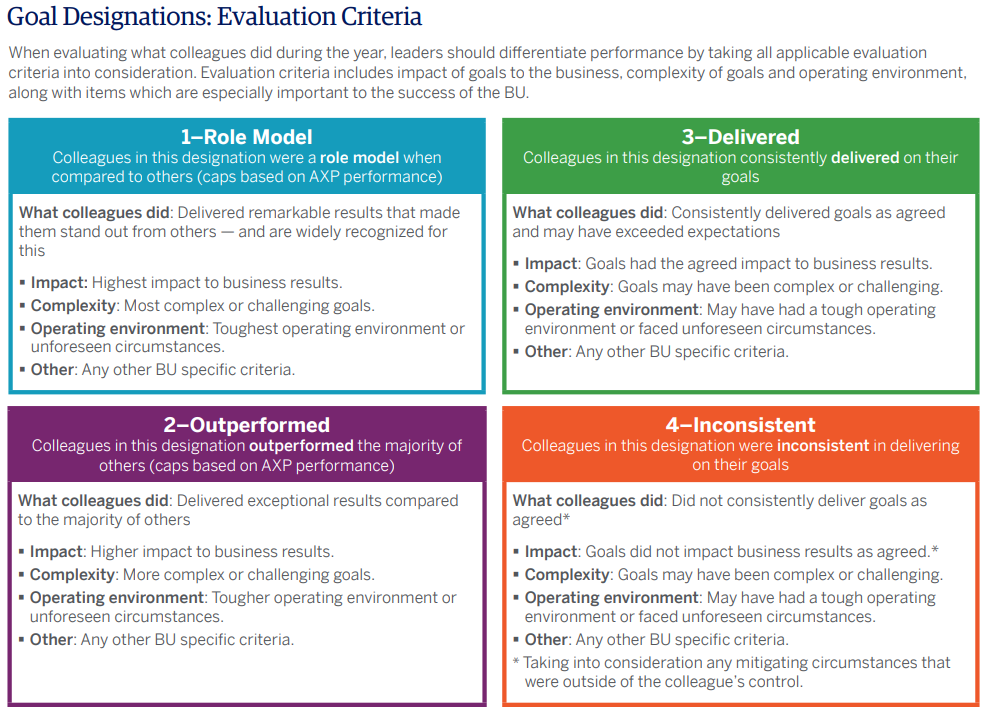 Goal Designations: Evaluation Criteria
When evaluating what colleagues did during the year, leaders should differentiate performance by taking all applicable evaluation
criteria into consideration. Evaluation criteria includes impact of goals to the business, complexity of goals and operating environment,
along with items which are especially important to the success of the BU.
1–Role Model
Colleagues in this designation were a role model when
compared to others (caps based on AXP performance)
What colleagues did: Delivered remarkable results that made
them stand out from others — and are widely recognized for
this
▪ Impact: Highest impact to business results.
▪ Complexity: Most complex or challenging goals.
▪ Operating environment: Toughest operating environment or
unforeseen circumstances.
▪ Other: Any other BU specific criteria.
3–Delivered
Colleagues in this designation consistently delivered on their
goals
What colleagues did: Consistently delivered goals as agreed
and may have exceeded expectations
▪ Impact: Goals had the agreed impact to business results.
▪ Complexity: Goals may have been complex or challenging.
▪ Operating environment: May have had a tough operating
environment or faced unforeseen circumstances.
▪ Other: Any other BU specific criteria.
2–Outperformed
Colleagues in this designation outperformed the majority of
others (caps based on AXP performance)
What colleagues did: Delivered exceptional results compared
to the majority of others
▪ Impact: Higher impact to business results.
▪ Complexity: More complex or challenging goals.
▪ Operating environment: Tougher operating environment or
unforeseen circumstances.
▪ Other: Any other BU specific criteria.
4–Inconsistent
Colleagues in this designation were inconsistent in delivering
on their goals
What colleagues did: Did not consistently deliver goals as
agreed*
▪ Impact: Goals did not impact business results as agreed.*
▪ Complexity: Goals may have been complex or challenging.
▪ Operating environment: May have had a tough operating
environment or faced unforeseen circumstances.
▪ Other: Any other BU specific criteria.
* Taking into consideration any mitigating circumstances that
were outside of the colleague's control.